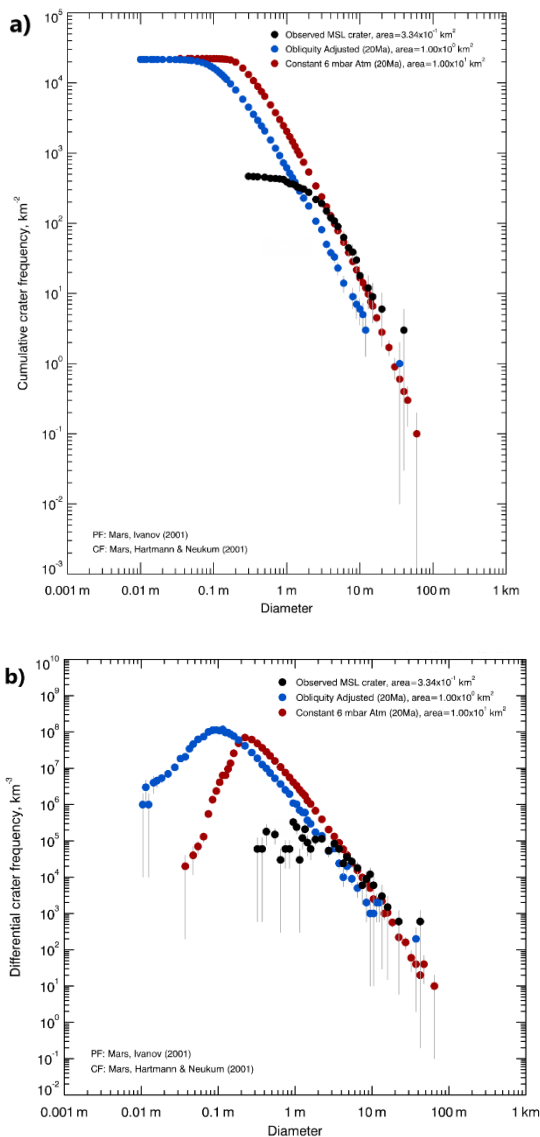 a)
Observed MSL crater, area=3.34x10⁻¹ km²
Obliquity Adjusted (20Ma), area=1.00x10⁰ km²
Constant 6 mbar Atm (20Ma), area=1.00x10¹ km²
10⁵
10⁴
10³
10²
10¹
10⁰
10⁻¹
10⁻²
10⁻³
Cumulative crater frequency, km⁻²
PF: Mars, Ivanov (2001)
CF: Mars, Hartmann & Neukum (2001)
0.001 m 0.01 m 0.1 m 1 m 10 m 100 m 1 km
Diameter
b)
Observed MSL crater, area=3.34x10⁻¹ km²
Obliquity Adjusted (20Ma), area=1.00x10⁰ km²
Constant 6 mbar Atm (20Ma), area=1.00x10¹ km²
10¹⁰
10⁹
10⁸
10⁷
10⁶
10⁵
10⁴
10³
10²
10¹
10⁰
10⁻¹
10⁻²
Differential crater frequency, km⁻³
PF: Mars, Ivanov (2001)
CF: Mars, Hartmann & Neukum (2001)
0.001 m 0.01 m 0.1 m 1 m 10 m 100 m 1 km
Diameter